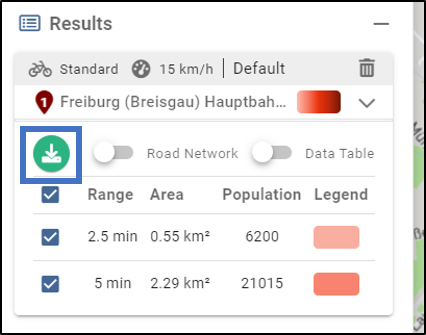 Results
Standard 15 km/h Default
1 Freiburg (Breisgau) Hauptbah...
Road Network Data Table
Range Area Population Legend
2.5 min 0.55 km² 6200
5 min 2.29 km² 21015